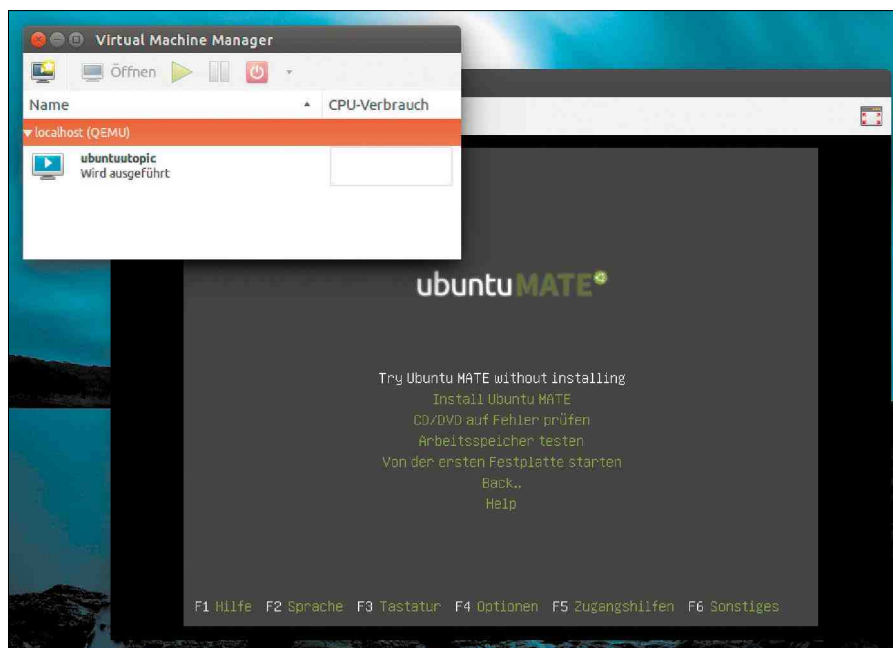 Virtual Machine Manager
Öffnen
Name
CPU-Verbrauch
localhost (QEMU)
ubuntuutopic
Wird ausgeführt
ubuntu MATE
Try Ubuntu MATE without installing
Install Ubuntu MATE
CD/DVD auf Fehler prüfen
Arbeitsspeicher testen
Von der ersten Festplatte starten
Back..
Help
F1 Hilfe F2 Sprache F3 Tastatur F4 Optionen F5 Zugangshilfen F6 Sonstiges